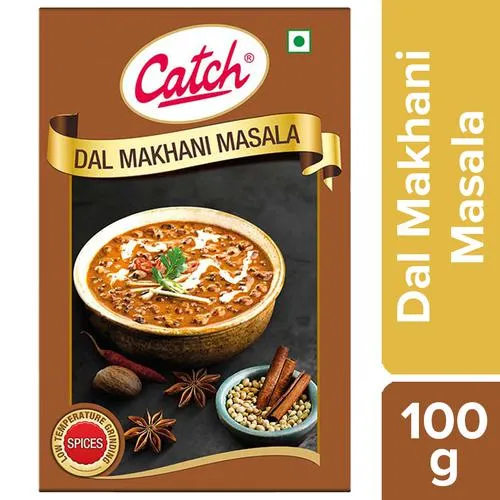 Catch®
DAL MAKHANI MASALA
LOW TEMPERATURE GRINDING
SPICES
Dal Makhani
Masala
100
g